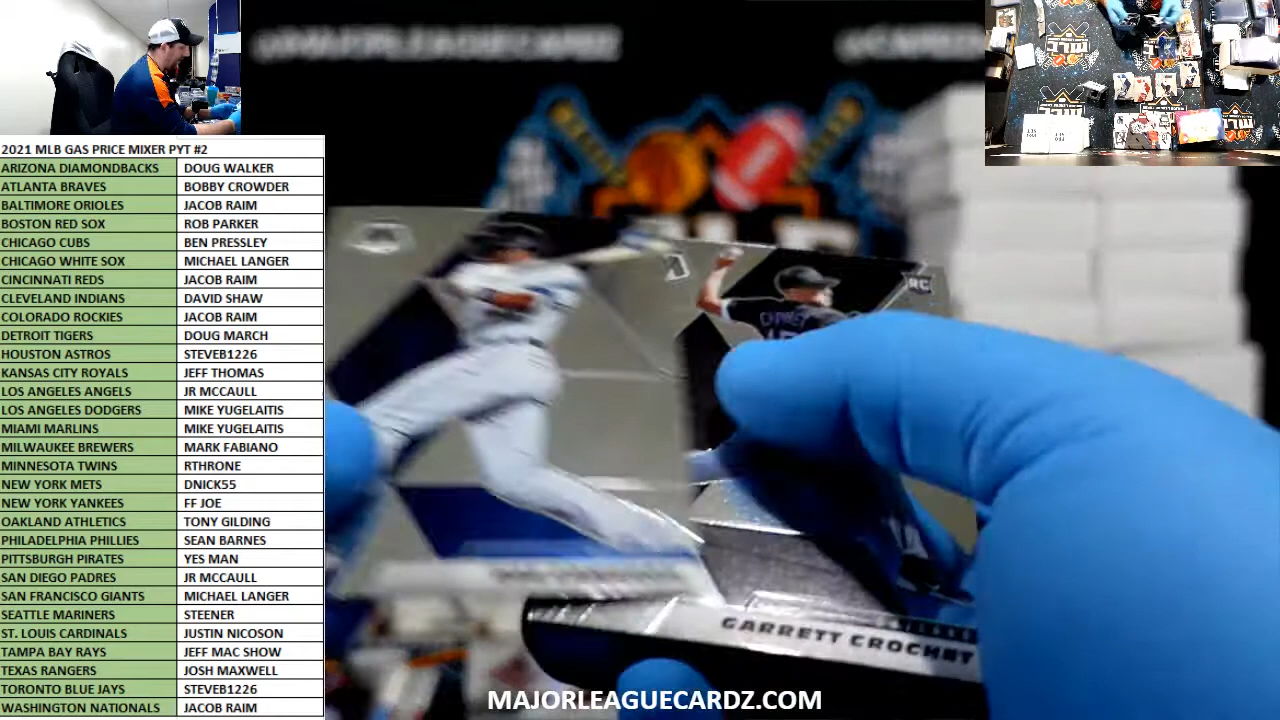 2021 MLB GAS PRICE MIXER PYT #2
ARIZONA DIAMONDBACKS DOUG WALKER
ATLANTA BRAVES BOBBY CROWDER
BALTIMORE ORIOLES JACOB RAIM
BOSTON RED SOX ROB PARKER
CHICAGO CUBS BEN PRESSLEY
CHICAGO WHITE SOX MICHAEL LANGER
CINCINNATI REDS JACOB RAIM
CLEVELAND INDIANS DAVID SHAW
COLORADO ROCKIES JACOB RAIM
DETROIT TIGERS DOUG MARCH
HOUSTON ASTROS STEVEB1226
KANSAS CITY ROYALS JEFF THOMAS
LOS ANGELES ANGELS JR MCCAULL
LOS ANGELES DODGERS MIKE YUGELAITIS
MIAMI MARLINS MIKE YUGELAITIS
MILWAUKEE BREWERS MARK FABIANO
MINNESOTA TWINS RTHRONE
NEW YORK METS DNICK55
NEW YORK YANKEES FF JOE
OAKLAND ATHLETICS TONY GILDING
PHILADELPHIA PHILLIES SEAN BARNES
PITTSBURGH PIRATES YES MAN
SAN DIEGO PADRES JR MCCAULL
SAN FRANCISCO GIANTS MICHAEL LANGER
SEATTLE MARINERS STEENER
ST. LOUIS CARDINALS JUSTIN NICOSON
TAMPA BAY RAYS JEFF MAC SHOW
TEXAS RANGERS JOSH MAXWELL
TORONTO BLUE JAYS STEVEB1226
WASHINGTON NATIONALS JACOB RAIM
RC
GARRETT CROCHET
MAJORLEAGUECARDZ.COM